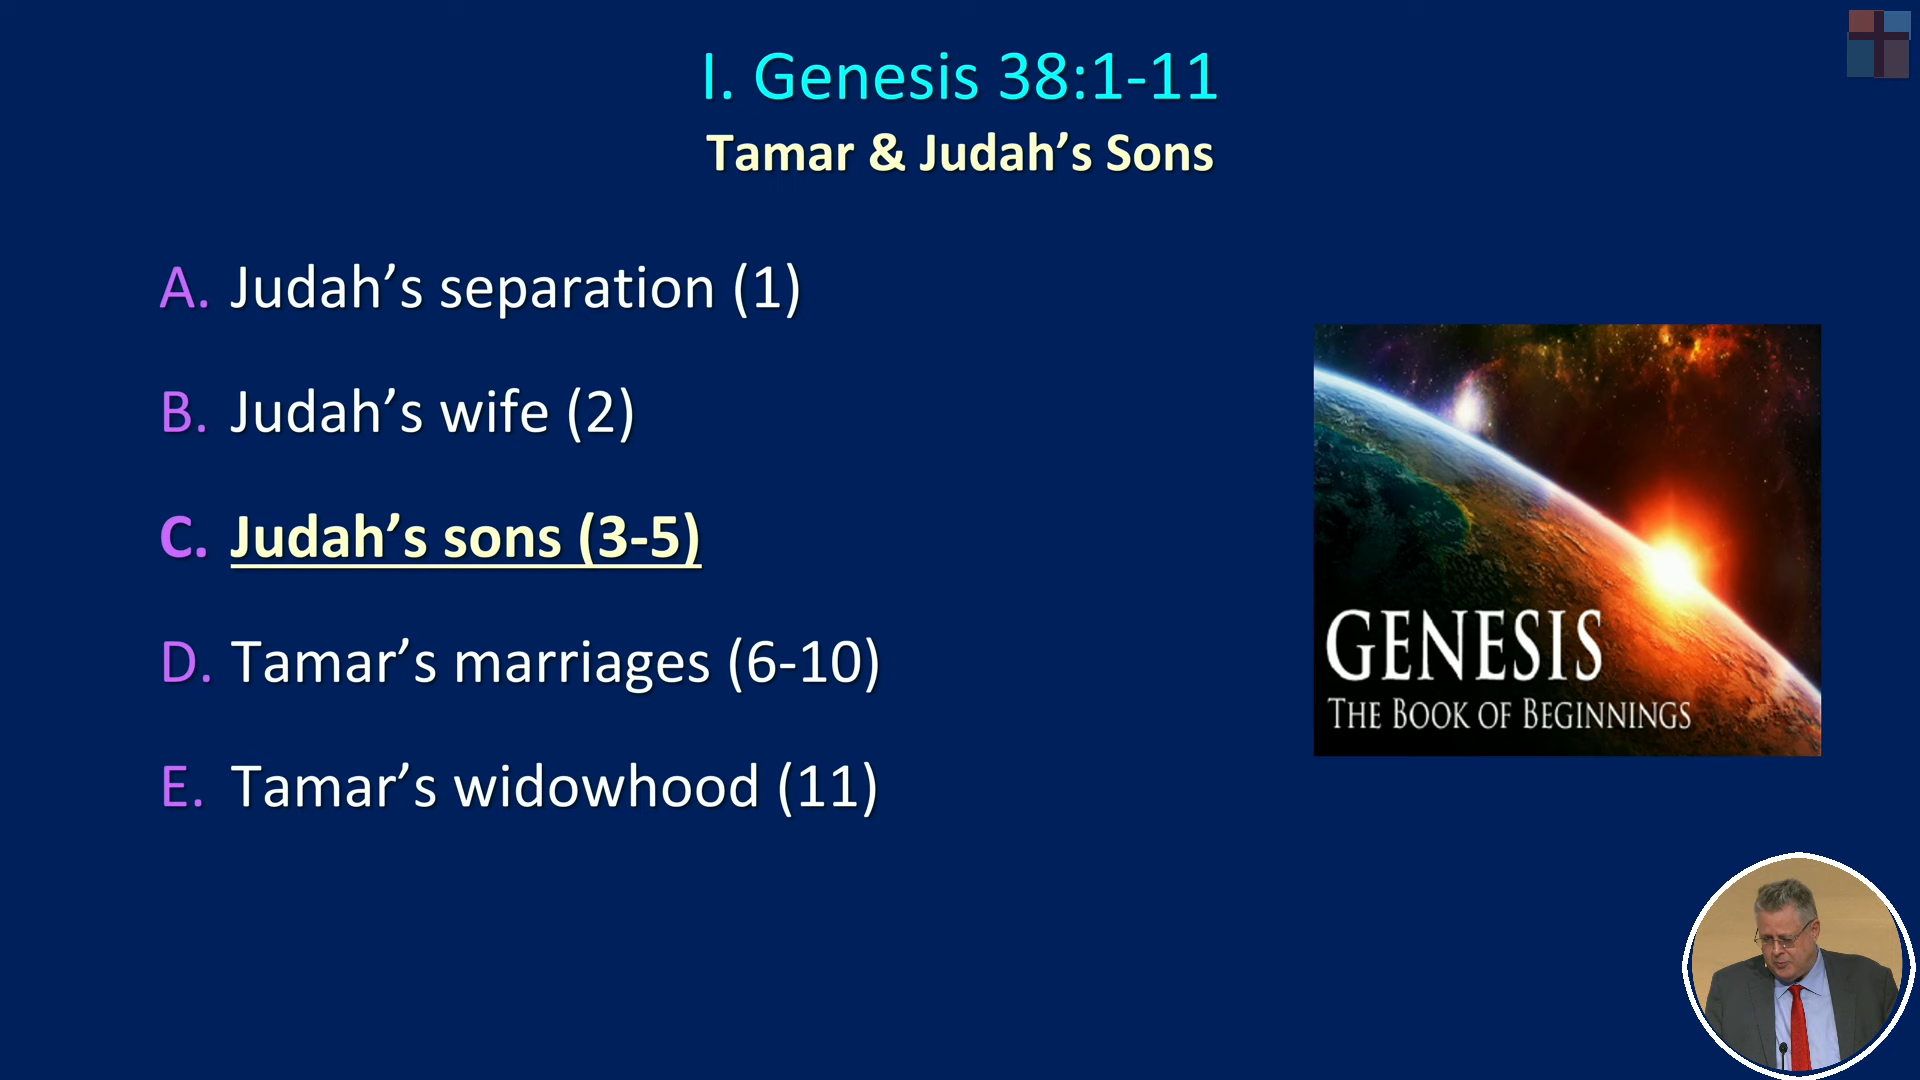 I. Genesis 38:1-11
Tamar & Judah’s Sons
A. Judah’s separation (1)
B. Judah’s wife (2)
C. Judah’s sons (3-5)
D. Tamar’s marriages (6-10)
E. Tamar’s widowhood (11)
GENESIS
THE BOOK OF BEGINNINGS